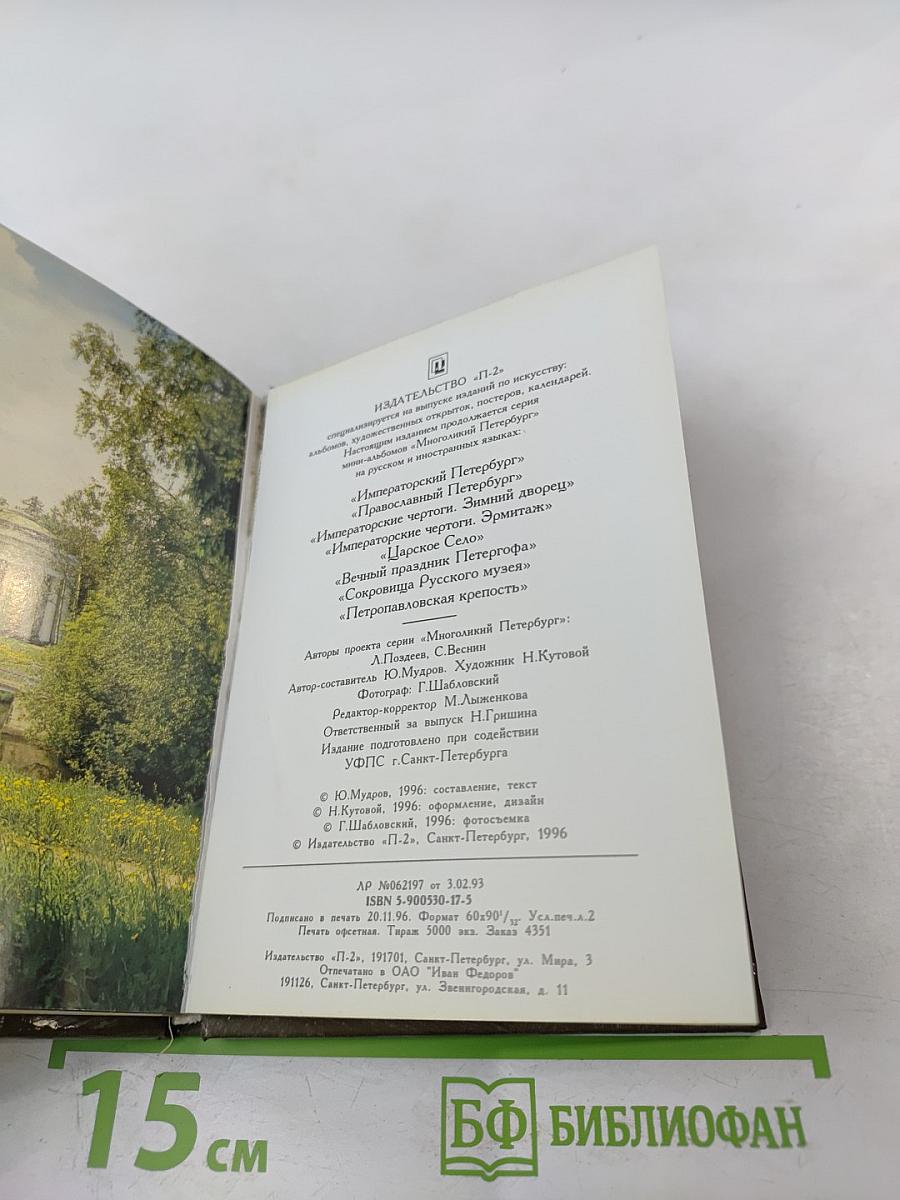 ИЗДАТЕЛЬСТВО «П-2»
специализируется на выпуске изданий по искусству:
альбомов, художественных открыток, постеров, календарей.
Настоящим изданием продолжается серия
мини-альбомов «Многоликий Петербург»
на русском и иностранных языках:
«Императорский Петербург»
«Православный Петербург»
«Императорские чертоги. Зимний дворец»
«Императорские чертоги. Эрмитаж»
«Царское Село»
«Вечный праздник Петергофа»
«Сокровища Русского музея»
«Петропавловская крепость»
Авторы проекта серии «Многоликий Петербург»:
Л.Поздеев, С.Веснин
Автор-составитель Ю.Мудров. Художник Н.Кутовой
Фотограф: Г.Шабловский
Редактор-корректор М.Лыженкова
Ответственный за выпуск Н.Гришина
Издание подготовлено при содействии
УФПС г.Санкт-Петербурга
© Ю.Мудров, 1996: составление, текст
© Н.Кутовой, 1996: оформление, дизайн
© Г.Шабловский, 1996: фотосъемка
© Издательство «П-2», Санкт-Петербург, 1996
ЛР №062197 от 3.02.93
ISBN 5-900530-17-5
Подписано в печать 20.11.96. Формат 60x90¹/₃₂. Усл.печ.л.2
Печать офсетная. Тираж 5000 экз. Заказ 4351
Издательство «П-2», 191701, Санкт-Петербург, ул. Мира, 3
Отпечатано в ОАО "Иван Федоров"
191126, Санкт-Петербург, ул. Звенигородская, д. 11
15 см
БФ БИБЛИОФАН